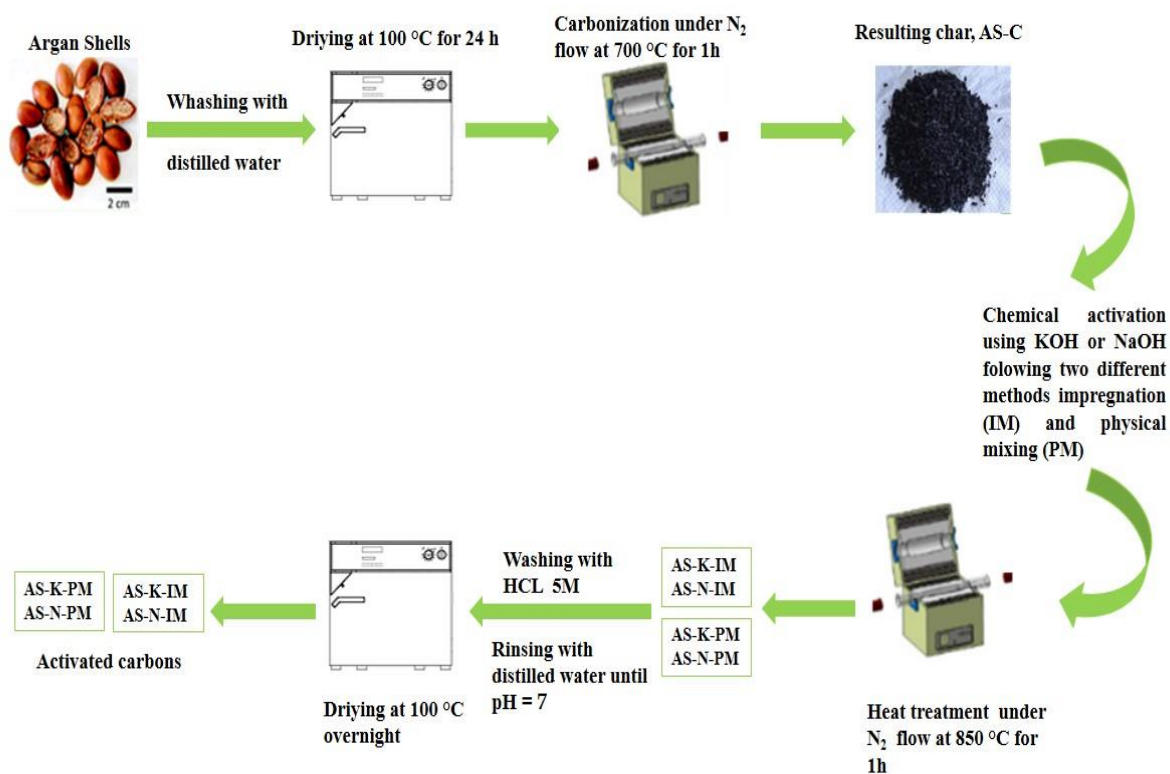 Argan Shells
2 cm
Whashing with
distilled water
Driying at 100 °C for 24 h
Carbonization under N₂
flow at 700 °C for 1h
Resulting char, AS-C
Chemical activation
using KOH or NaOH
folowing two different
methods impregnation
(IM) and physical
mixing (PM)
Heat treatment under
N₂ flow at 850 °C for
1h
AS-K-IM
AS-N-IM
AS-K-PM
AS-N-PM
Washing with
HCL 5M
Rinsing with
distilled water until
pH = 7
Driying at 100 °C
overnight
AS-K-PM
AS-N-PM
AS-K-IM
AS-N-IM
Activated carbons